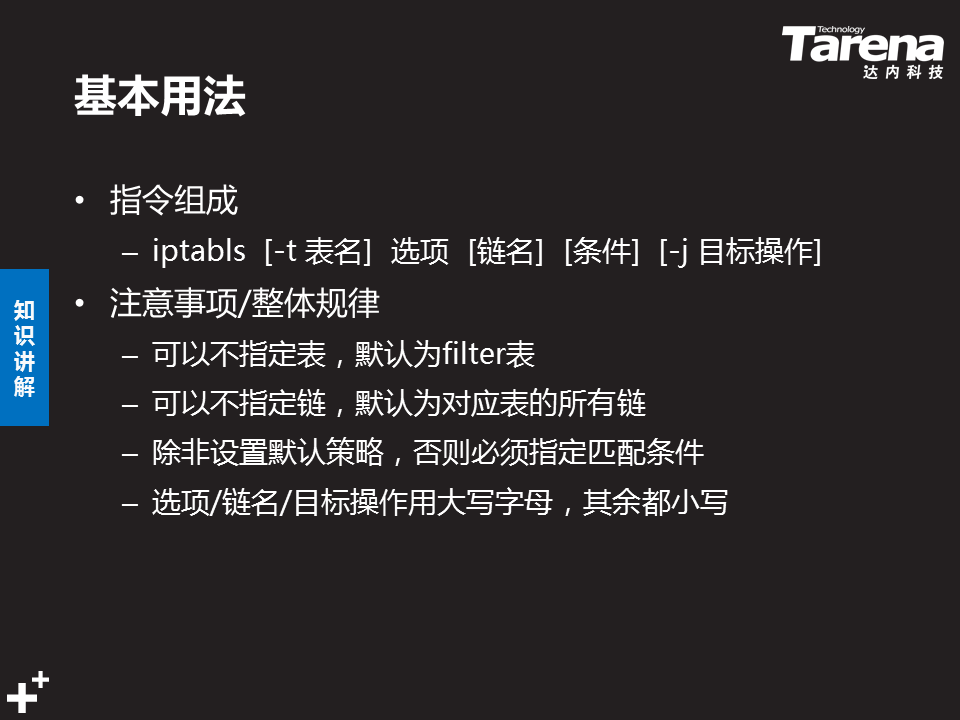 Technology
Tarena
达内科技
基本用法
• 指令组成
– iptabls [-t 表名] 选项 [链名] [条件] [-j 目标操作]
• 注意事项/整体规律
– 可以不指定表，默认为filter表
– 可以不指定链，默认为对应表的所有链
– 除非设置默认策略，否则必须指定匹配条件
– 选项/链名/目标操作用大写字母，其余都小写
知
识
讲
解